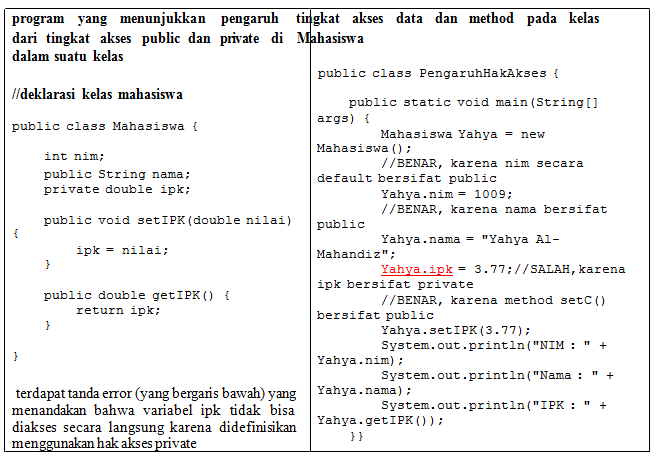 program yang menunjukkan pengaruh tingkat akses data dan method pada kelas
dari tingkat akses public dan private di Mahasiswa
dalam suatu kelas
//deklarasi kelas mahasiswa
public class Mahasiswa {
int nim;
public String nama;
private double ipk;
public void setIPK(double nilai)
{
ipk = nilai;
}
public double getIPK() {
return ipk;
}
}
terdapat tanda error (yang bergaris bawah) yang
menandakan bahwa variabel ipk tidak bisa
diakses secara langsung karena didefinisikan
menggunakan hak akses private
public class PengaruhHakAkses {
public static void main(String[]
args) {
Mahasiswa Yahya = new
Mahasiswa();
//BENAR, karena nim secara
default bersifat public
Yahya.nim = 1009;
//BENAR, karena nama bersifat
public
Yahya.nama = "Yahya Al-
Mahandiz";
Yahya.ipk = 3.77;//SALAH,karena
ipk bersifat private
//BENAR, karena method setC()
bersifat public
Yahya.setIPK(3.77);
System.out.println("NIM : " +
Yahya.nim);
System.out.println("Nama : " +
Yahya.nama);
System.out.println("IPK : " +
Yahya.getIPK());
}}